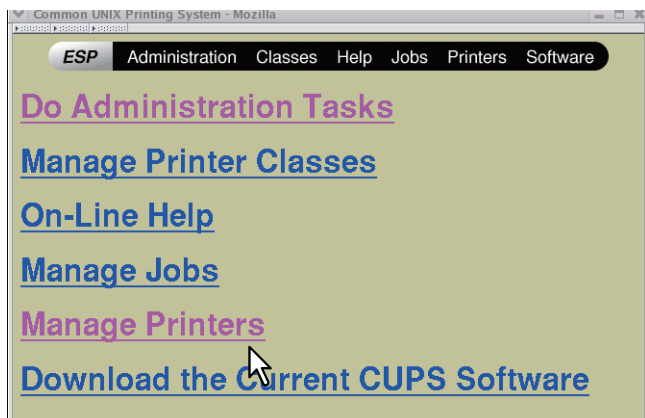 Common UNIX Printing System - Mozilla
ESP Administration Classes Help Jobs Printers Software
Do Administration Tasks
Manage Printer Classes
On-Line Help
Manage Jobs
Manage Printers
Download the Current CUPS Software